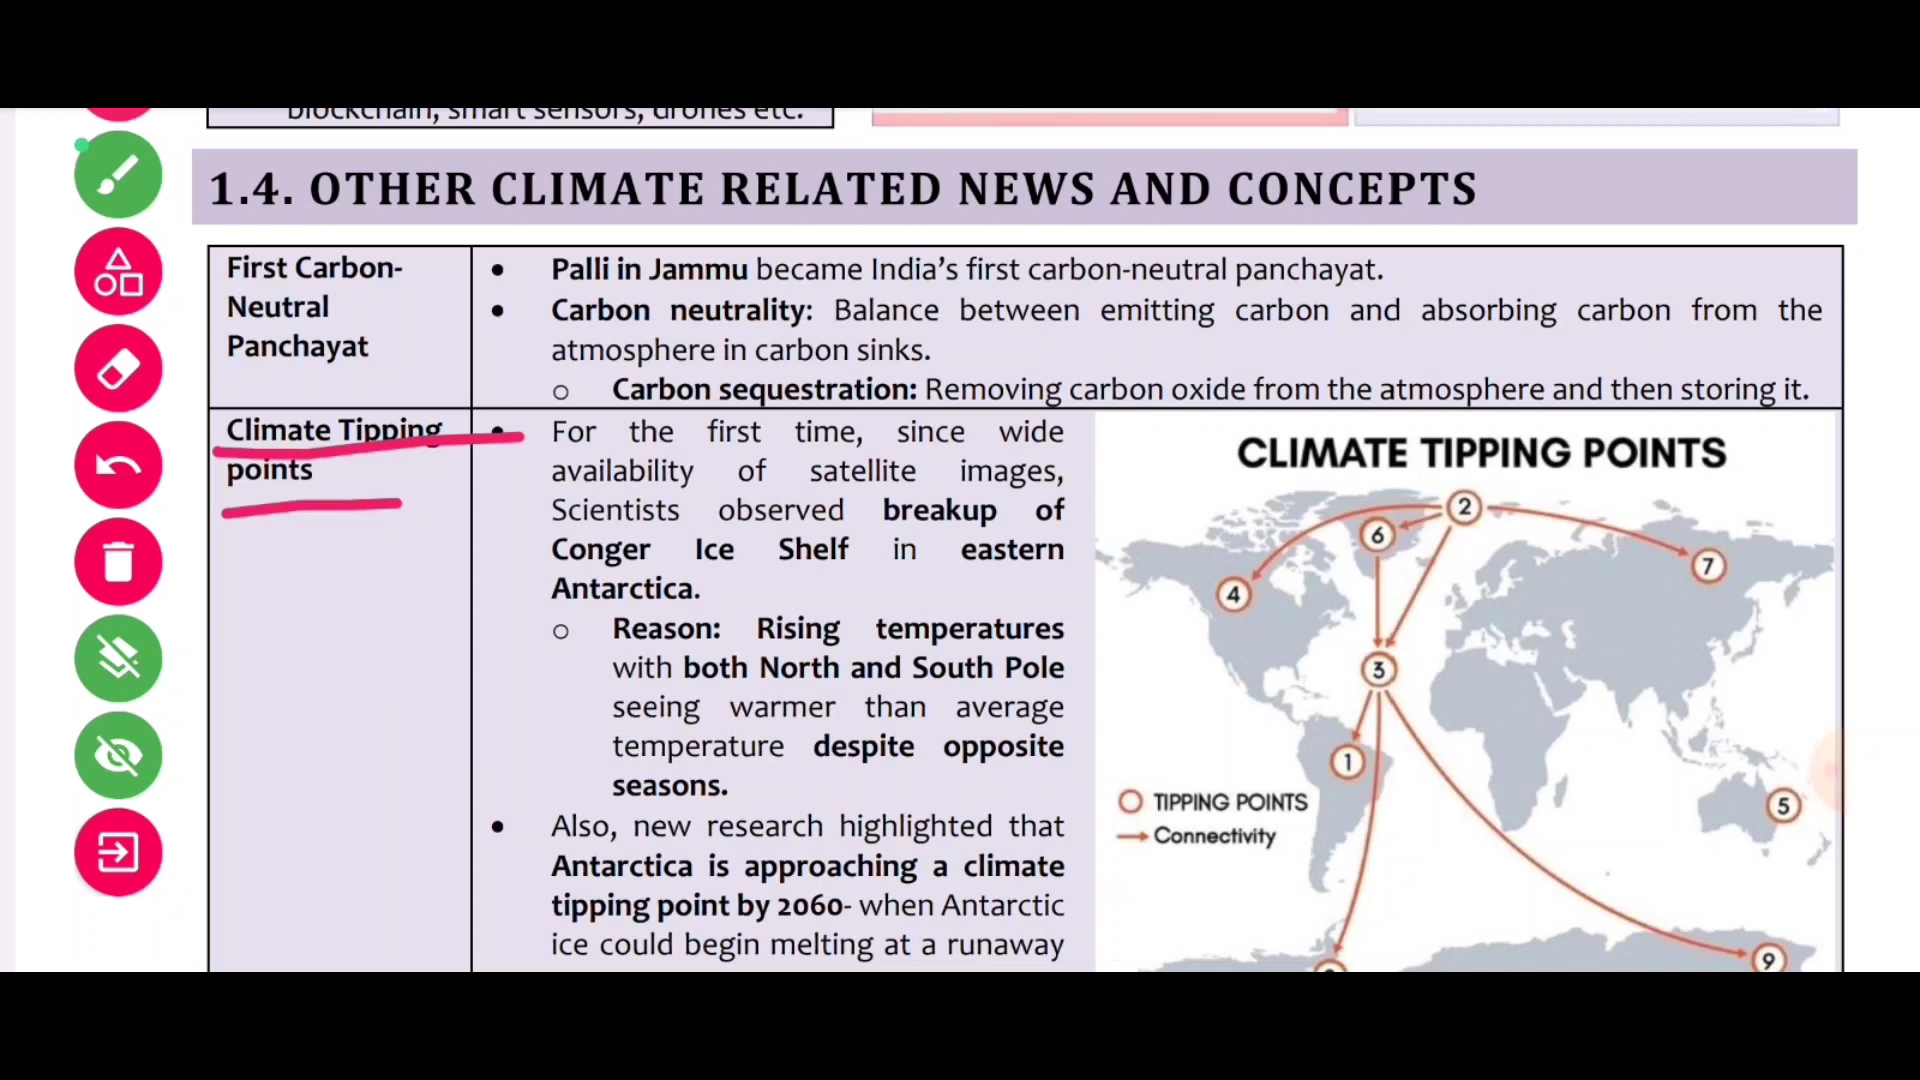 blockchain, smart sensors, drones etc.
1.4. OTHER CLIMATE RELATED NEWS AND CONCEPTS
First Carbon-
Neutral
Panchayat
• Palli in Jammu became India’s first carbon-neutral panchayat.
• Carbon neutrality: Balance between emitting carbon and absorbing carbon from the
atmosphere in carbon sinks.
o Carbon sequestration: Removing carbon oxide from the atmosphere and then storing it.
Climate Tipping
points
• For the first time, since wide
availability of satellite images,
Scientists observed breakup of
Conger Ice Shelf in eastern
Antarctica.
o Reason: Rising temperatures
with both North and South Pole
seeing warmer than average
temperature despite opposite
seasons.
• Also, new research highlighted that
Antarctica is approaching a climate
tipping point by 2060- when Antarctic
ice could begin melting at a runaway
CLIMATE TIPPING POINTS
2
6
7
4
3
1
TIPPING POINTS
5
Connectivity
9